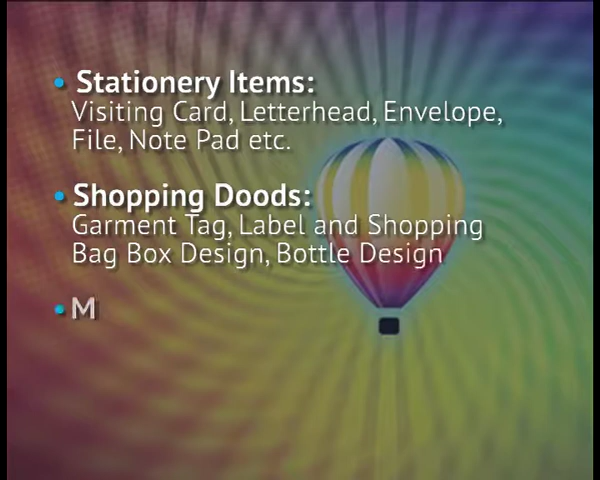 • Stationery Items:
Visiting Card, Letterhead, Envelope,
File, Note Pad etc.
• Shopping Doods:
Garment Tag, Label and Shopping
Bag Box Design, Bottle Design
• M